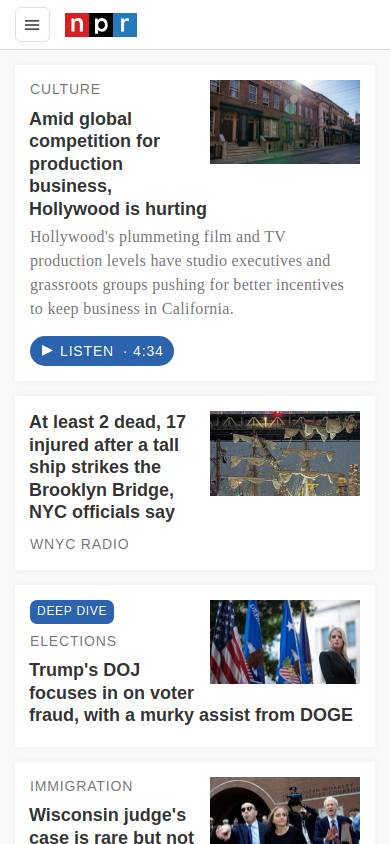 npr
CULTURE
Amid global
competition for
production
business,
Hollywood is hurting
Hollywood's plummeting film and TV
production levels have studio executives and
grassroots groups pushing for better incentives
to keep business in California.
LISTEN · 4:34
At least 2 dead, 17
injured after a tall
ship strikes the
Brooklyn Bridge,
NYC officials say
WNYC RADIO
DEEP DIVE
ELECTIONS
Trump's DOJ
focuses in on voter
fraud, with a murky assist from DOGE
IMMIGRATION
Wisconsin judge's
case is rare but not